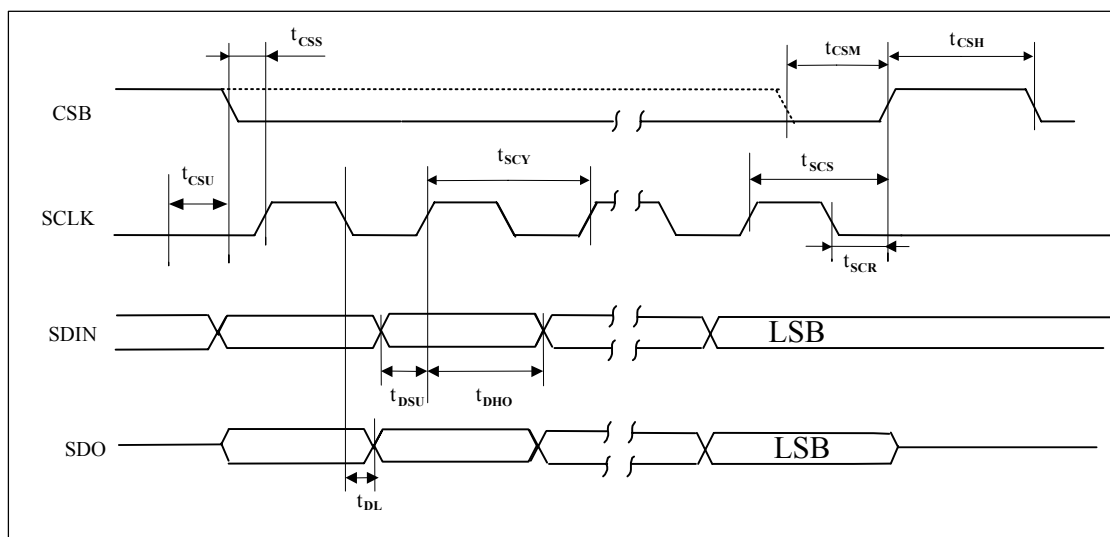 tCSS
tCSM
tCSH
CSB
tCSU
tSCY
tSCS
SCLK
tSCR
SDIN
LSB
tDSU
tDHO
SDO
LSB
tDL